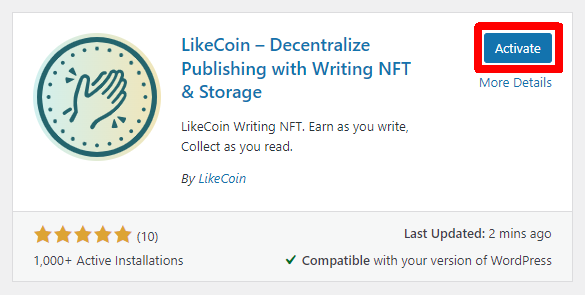 LikeCoin – Decentralize
Publishing with Writing NFT
& Storage
Activate
More Details
LikeCoin Writing NFT. Earn as you write,
Collect as you read.
By LikeCoin
(10)
Last Updated: 2 mins ago
1,000+ Active Installations
Compatible with your version of WordPress